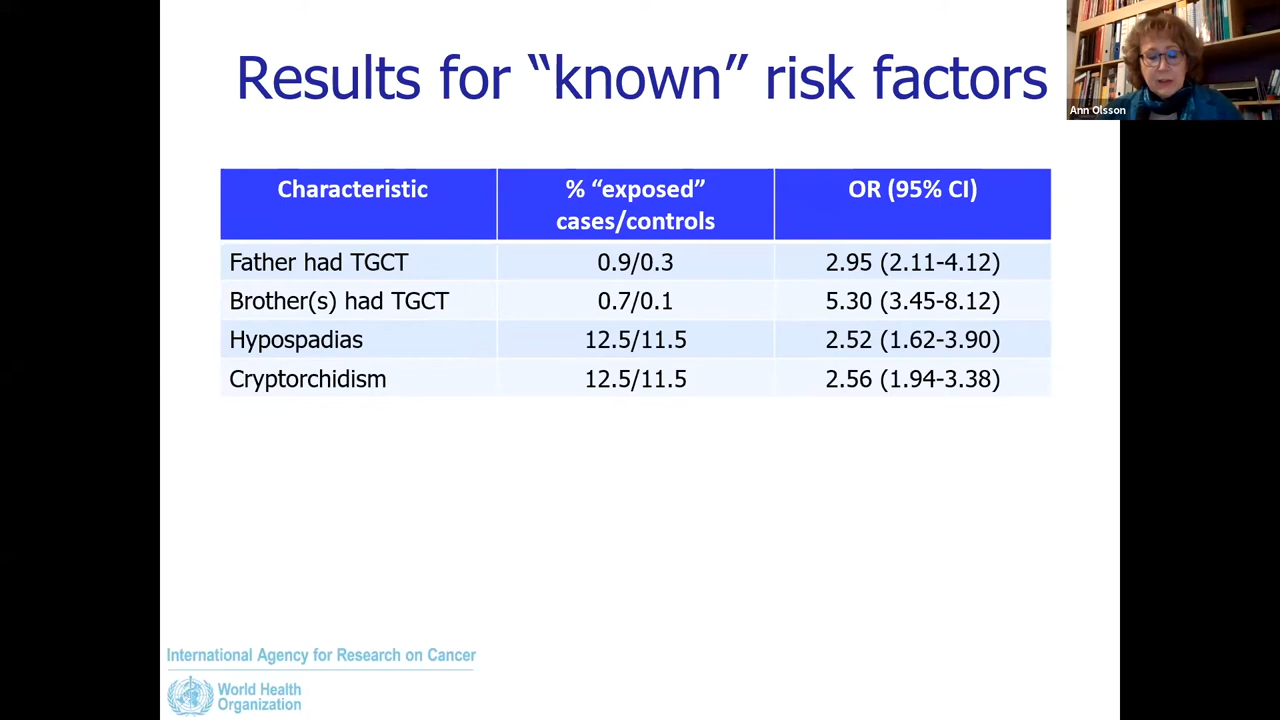 Results for “known” risk factors
Ann Olsson
Characteristic % “exposed” cases/controls OR (95% CI)
Father had TGCT 0.9/0.3 2.95 (2.11-4.12)
Brother(s) had TGCT 0.7/0.1 5.30 (3.45-8.12)
Hypospadias 12.5/11.5 2.52 (1.62-3.90)
Cryptorchidism 12.5/11.5 2.56 (1.94-3.38)
International Agency for Research on Cancer
World Health
Organization